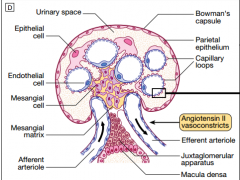 D
Urinary space
Bowman's
capsule
Epithelial
cell
Parietal
epithelium
Capillary
loops
Endothelial
cell
Mesangial
cell
Angiotensin II
vasoconstricts
Mesangial
matrix
Efferent arteriole
Afferent
arteriole
Juxtaglomerular
apparatus
Macula densa